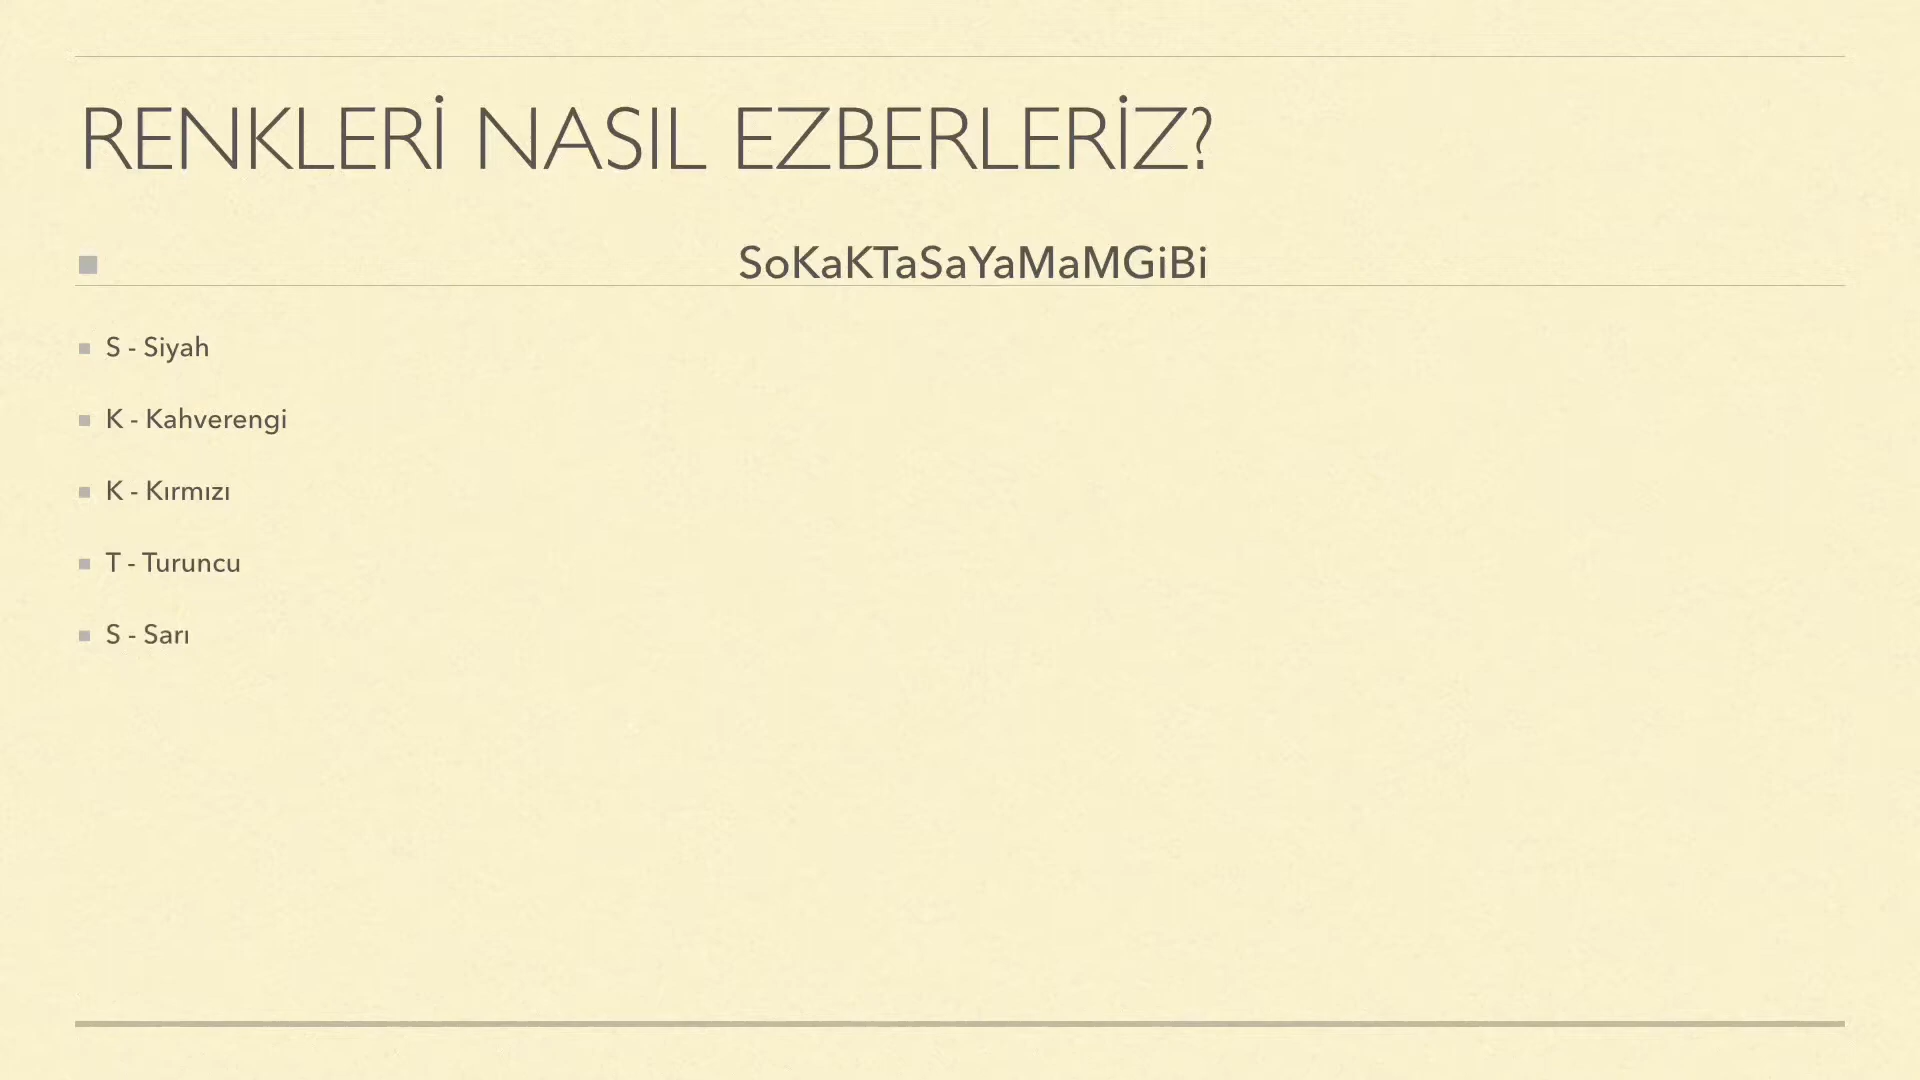 RENKLERİ NASIL EZBERLERİZ?
SoKaKTaSaYaMaMGiBi
S - Siyah
K - Kahverengi
K - Kırmızı
T - Turuncu
S - Sarı